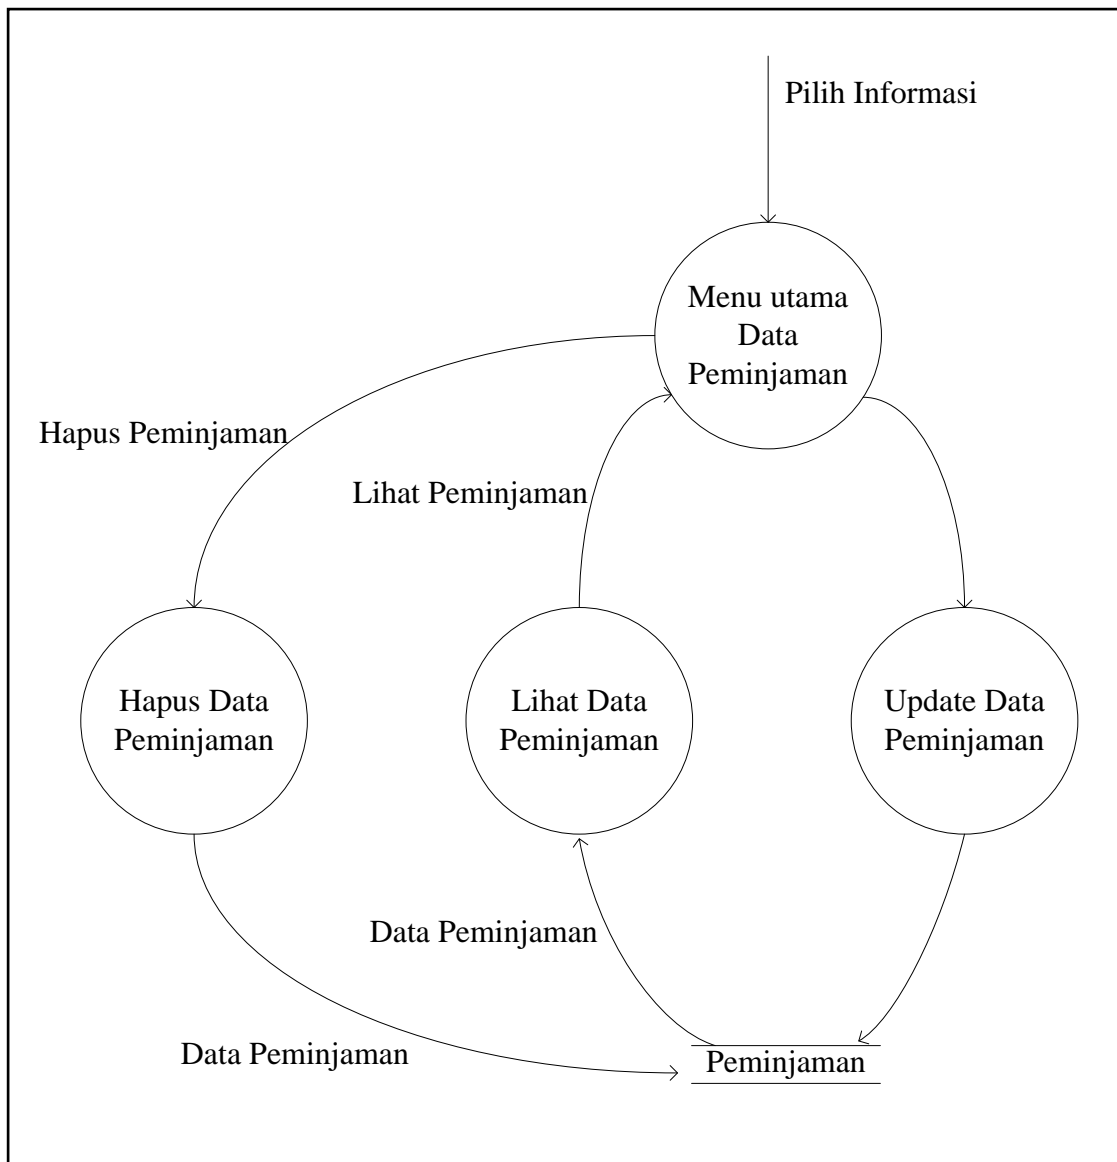 Pilih Informasi
Menu utama
Data
Peminjaman
Hapus Peminjaman
Lihat Peminjaman
Hapus Data
Peminjaman
Lihat Data
Peminjaman
Update Data
Peminjaman
Data Peminjaman
Data Peminjaman
Peminjaman